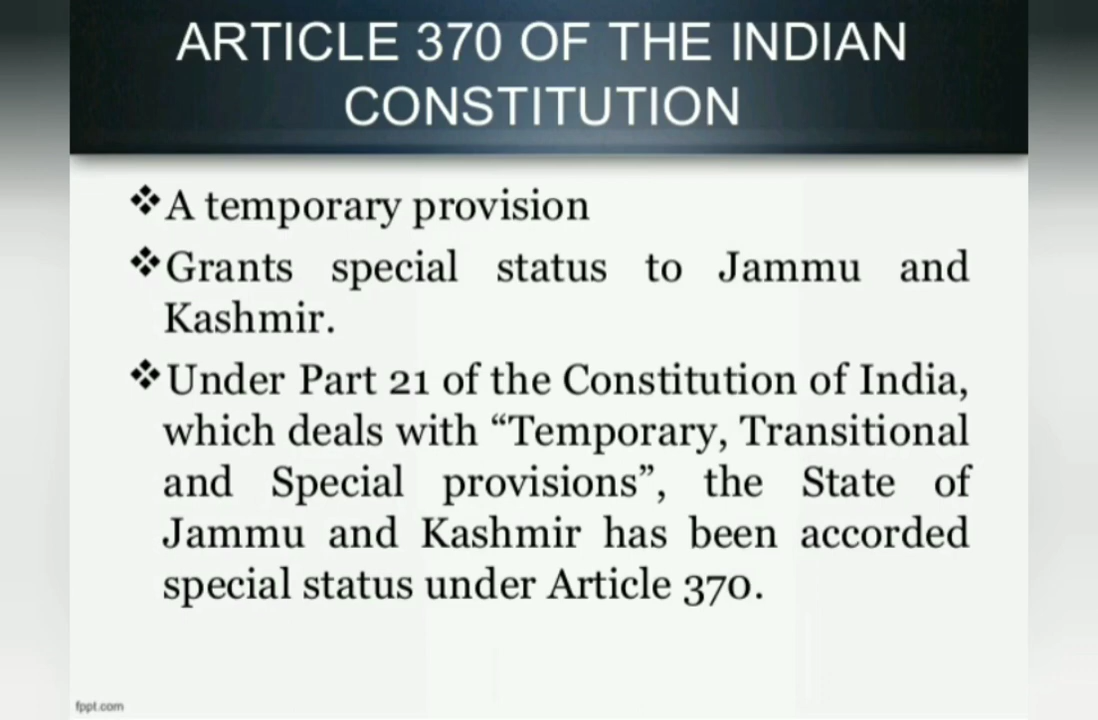 ARTICLE 370 OF THE INDIAN
CONSTITUTION
❖A temporary provision
❖Grants special status to Jammu and
Kashmir.
❖Under Part 21 of the Constitution of India,
which deals with “Temporary, Transitional
and Special provisions”, the State of
Jammu and Kashmir has been accorded
special status under Article 370.
fppt.com